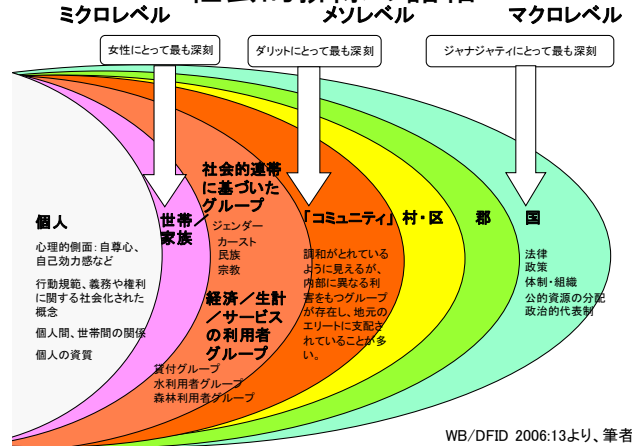 ミクロレベル
メソレベル
マクロレベル
女性にとって最も深刻
ダリットにとって最も深刻
ジャナジャティにとって最も深刻
個人
心理的側面：自尊心、
自己効力感など
行動規範、義務や権利
に関する社会化された
概念
個人間、世帯間の関係
個人の資質
世帯／
家族
社会的連帯
に基づいた
グループ
ジェンダー
カースト
民族
宗教
経済／生計
／サービス
の利用者
グループ
貸付グループ
水利用者グループ
森林利用者グループ
「コミュニティ」
調和がとれている
ように見えるが、
内部に異なる利
害をもつグループ
が存在し、地元の
エリートに支配さ
れていることが多
い。
村・区
郡
国
法律
政策
体制・組織
公的資源の分配
政治的代表制
WB/DFID 2006:13より、筆者